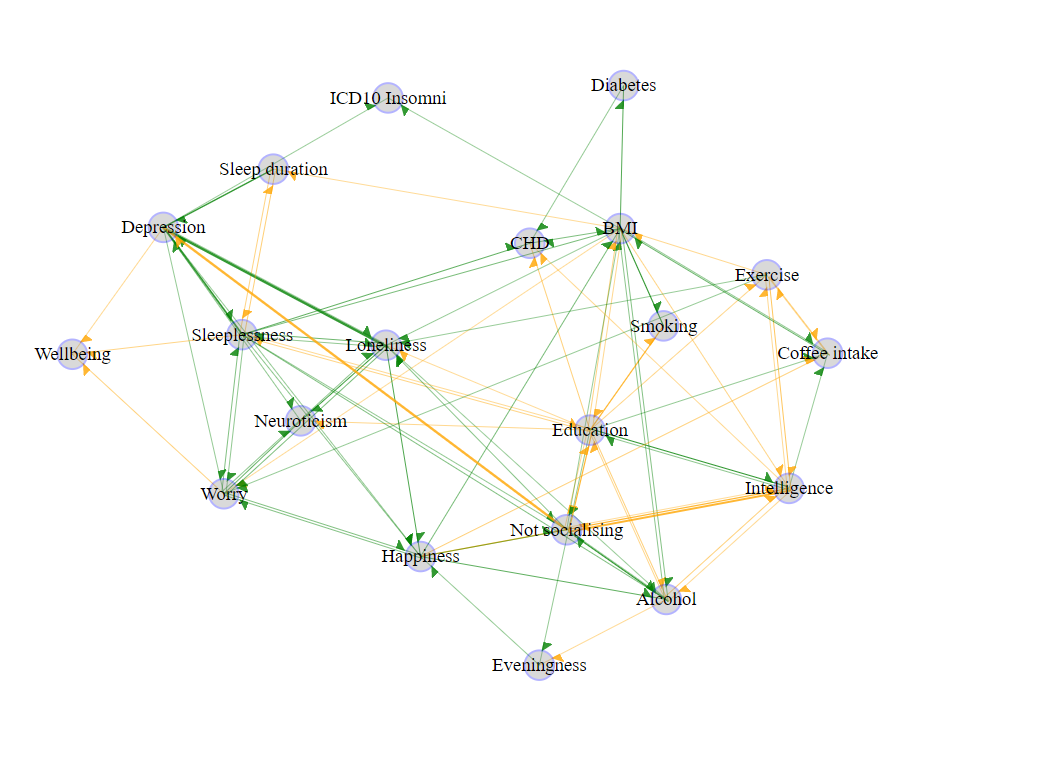 Diabetes
ICD10 Insomni
Sleep duration
Depression
BMI
CHD
Exercise
Smoking
Sleeplessness
Loneliness
Wellbeing
Coffee intake
Neuroticism
Education
Worry
Intelligence
Not socialising
Happiness
Alcohol
Eveningness